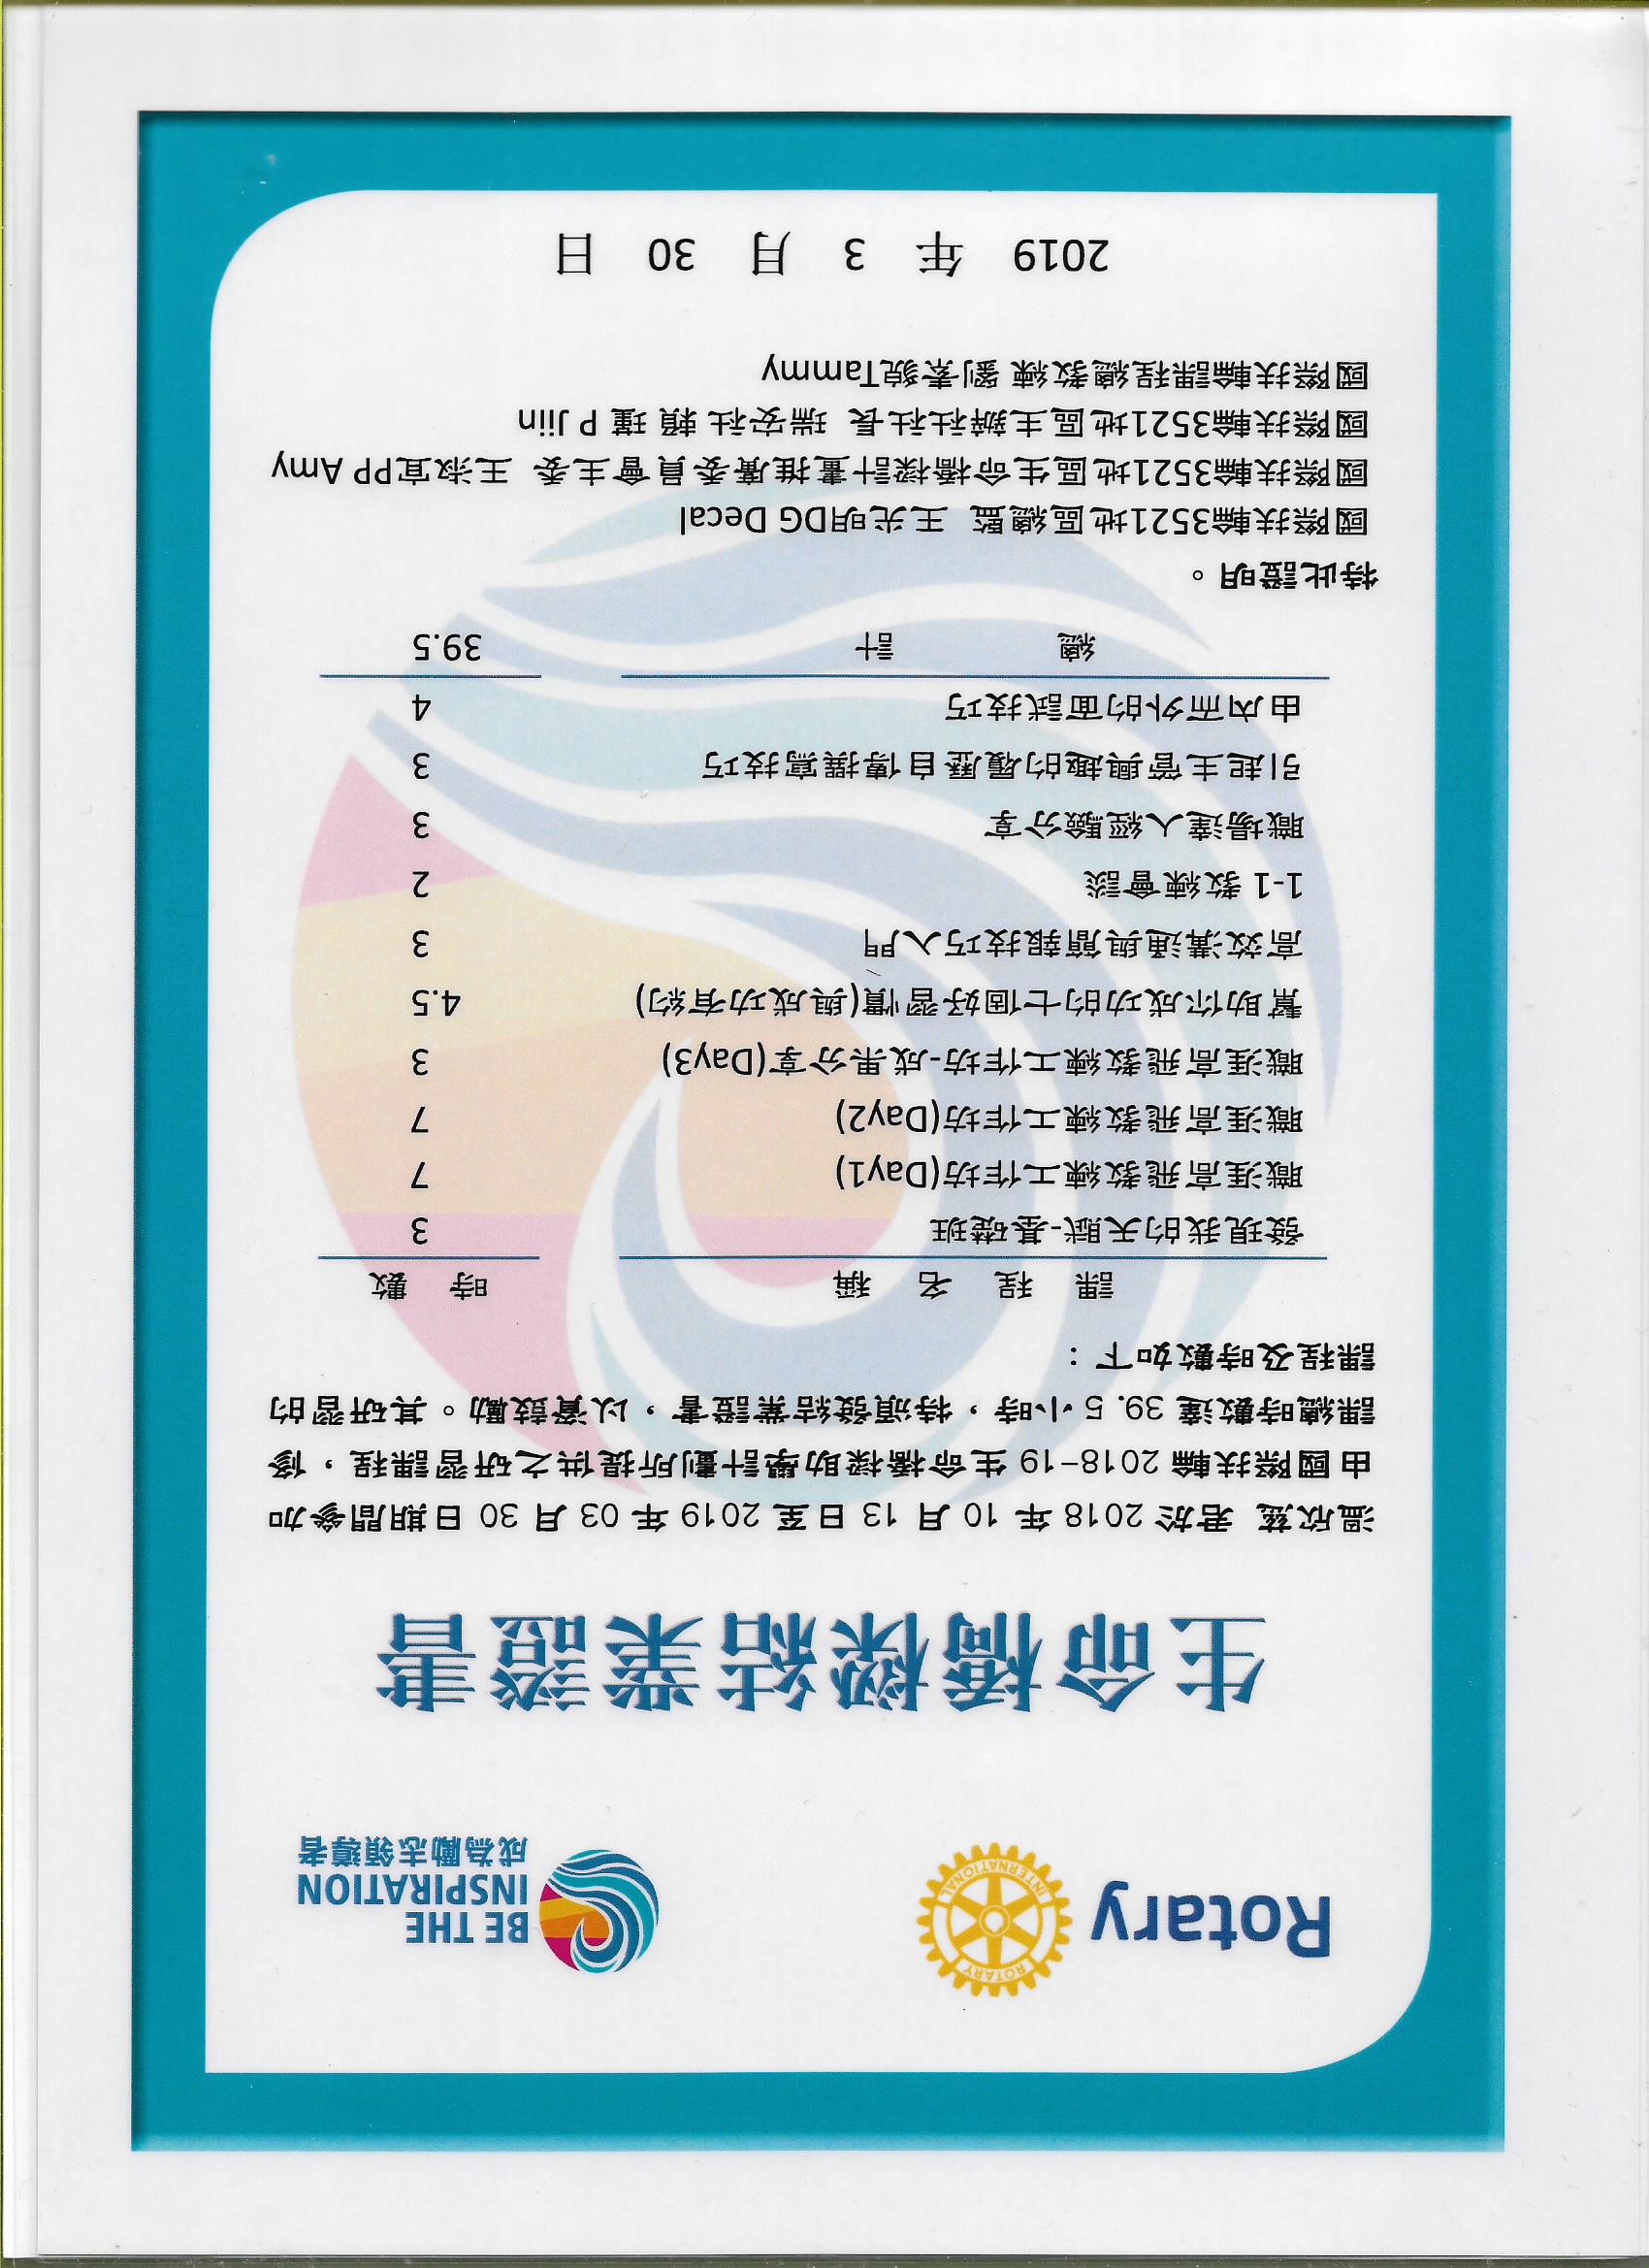 Rotary
ROTARY
INTERNATIONAL
BE THE
INSPIRATION
成為勵志領導者
生命橋樑結業證書
溫欣慈 君於 2018 年 10 月 13 日至 2019 年 03 月 30 日期間參加
由國際扶輪 2018-19 生命橋樑助學計劃所提供之研習課程，修
課總時數達 39.5 小時，特頒發結業證書，以資鼓勵。其研習的
課程及時數如下：
課 程 名 稱 時 數
發現我的天賦-基礎班 3
職涯高飛教練工作坊(Day1) 7
職涯高飛教練工作坊(Day2) 7
職涯高飛教練工作坊-成果分享(Day3) 3
幫助你成功的七個好習慣(與成功有約) 4.5
高效溝通與簡報技巧入門 3
1-1 教練會談 2
職場達人經驗分享 3
引起主管興趣的履歷自傳撰寫技巧 3
由內而外的面試技巧 4
總 計 39.5
特此證明。
國際扶輪3521地區總監 王光明DG Decal
國際扶輪3521地區生命橋樑計畫推廣委員會主委 王淑宜PP Amy
國際扶輪3521地區主辦社社長 瑞安社 賴 瑾 P Jiin
國際扶輪課程總教練 劉素貌Tammy
2019 年 3 月 30 日